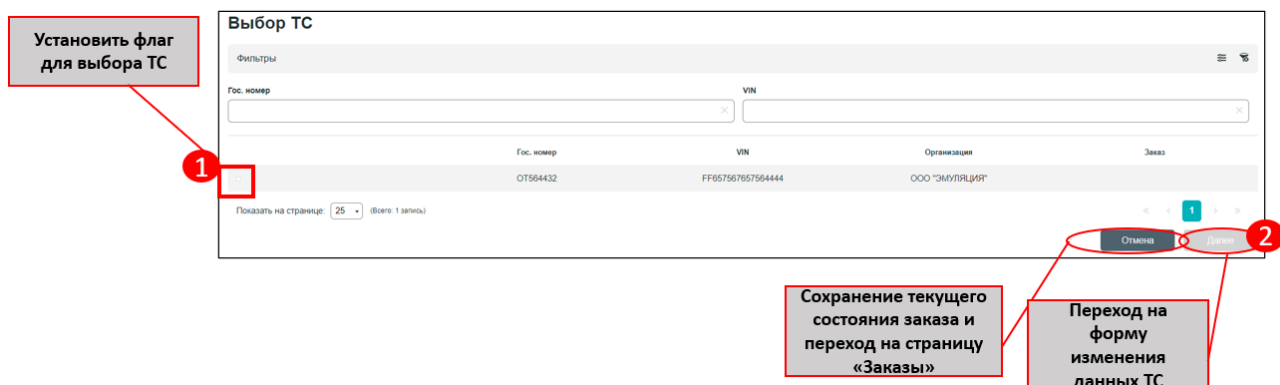 Установить флаг
для выбора ТС
Выбор ТС
Фильтры
Гос. номер
VIN
Гос. номер VIN Организация Заказ
1
ОТ564432 FF657567657564444 ООО "ЭМУЛЯЦИЯ"
Показать на странице: 25 (Всего: 1 запись)
« ‹ 1 › »
Отмена Далее 2
Сохранение текущего
состояния заказа и
переход на страницу
«Заказы»
Переход на
форму
изменения
данных ТС